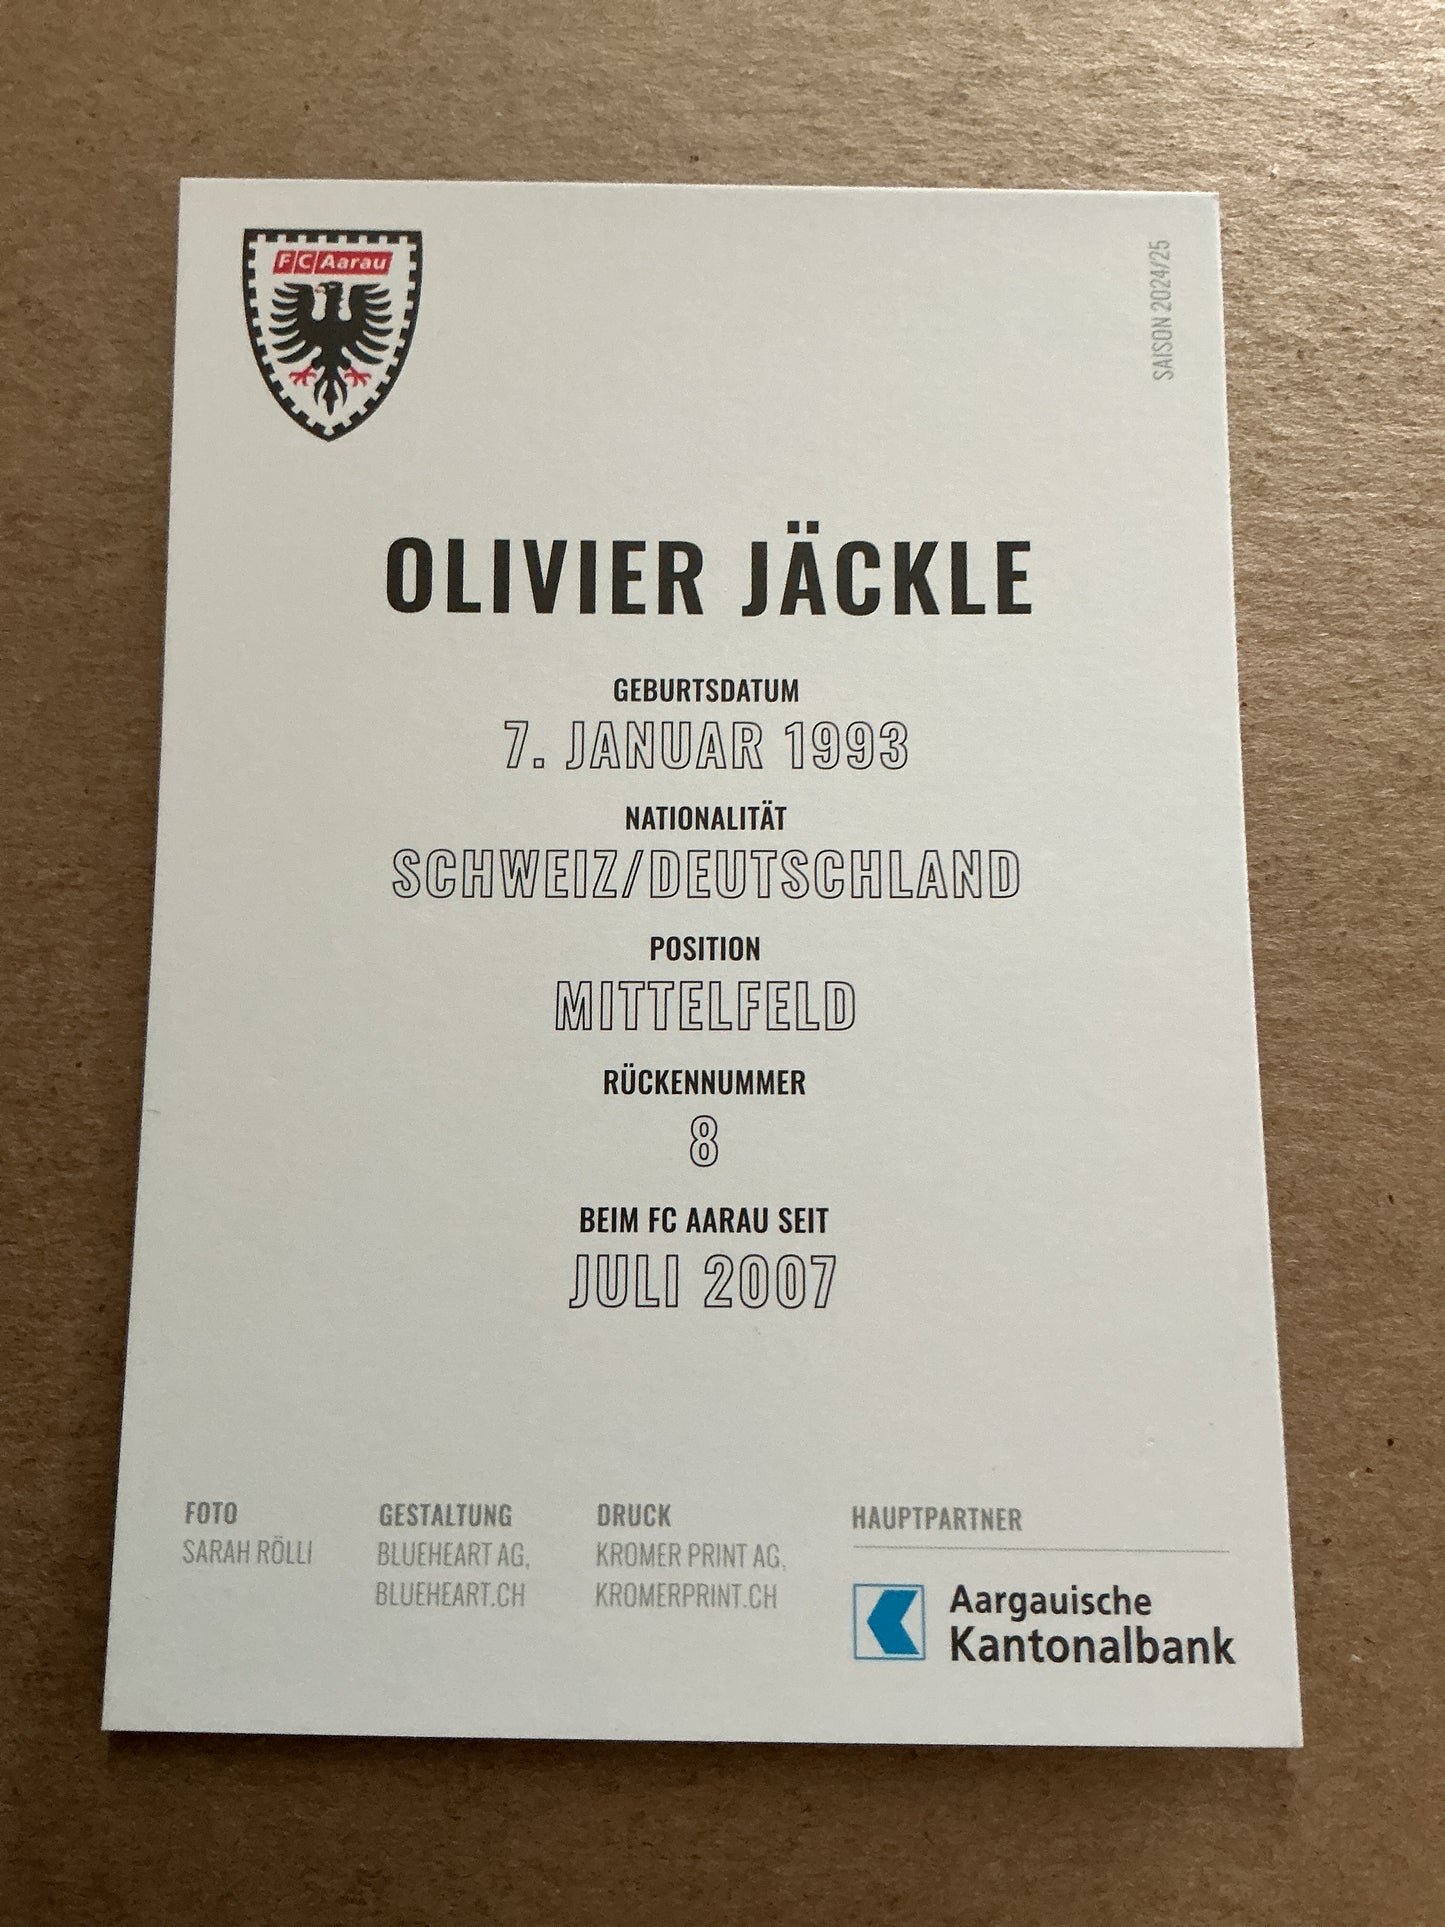 FC Aarau
SAISON 2024/25
OLIVIER JÄCKLE
GEBURTSDATUM
7. JANUAR 1993
NATIONALITÄT
SCHWEIZ/DEUTSCHLAND
POSITION
MITTELFELD
RÜCKENNUMMER
8
BEIM FC AARAU SEIT
JULI 2007
FOTO
SARAH RÖLLI
GESTALTUNG
BLUEHEART AG,
BLUEHEART.CH
DRUCK
KROMER PRINT AG,
KROMERPRINT.CH
HAUPTPARTNER
Aargauische
Kantonalbank